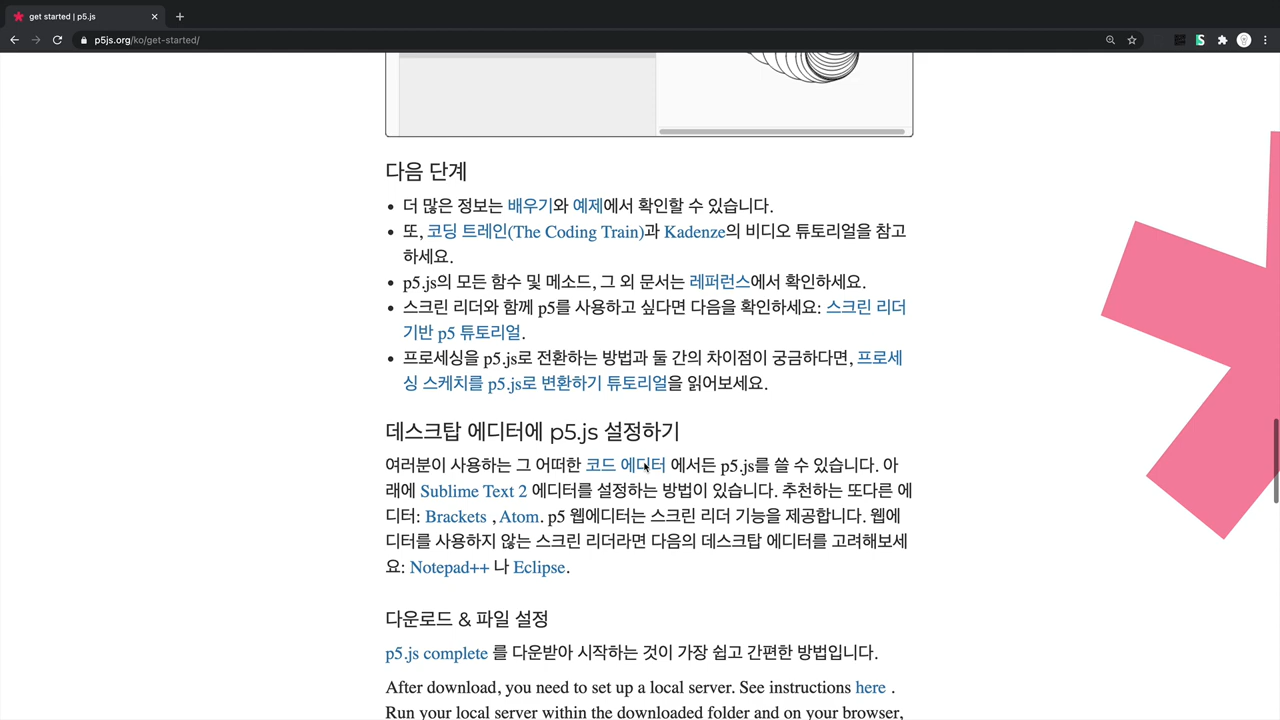 get started | p5.js
p5js.org/ko/get-started/
다음 단계
더 많은 정보는 배우기와 예제에서 확인할 수 있습니다.
또, 코딩 트레인(The Coding Train)과 Kadenze의 비디오 튜토리얼을 참고
하세요.
p5.js의 모든 함수 및 메소드, 그 외 문서는 레퍼런스에서 확인하세요.
스크린 리더와 함께 p5를 사용하고 싶다면 다음을 확인하세요: 스크린 리더
기반 p5 튜토리얼.
프로세싱을 p5.js로 전환하는 방법과 둘 간의 차이점이 궁금하다면, 프로세
싱 스케치를 p5.js로 변환하기 튜토리얼을 읽어보세요.
데스크탑 에디터에 p5.js 설정하기
여러분이 사용하는 그 어떠한 코드 에디터 에서든 p5.js를 쓸 수 있습니다. 아
래에 Sublime Text 2 에디터를 설정하는 방법이 있습니다. 추천하는 또다른 에
디터: Brackets , Atom. p5 웹에디터는 스크린 리더 기능을 제공합니다. 웹에
디터를 사용하지 않는 스크린 리더라면 다음의 데스크탑 에디터를 고려해보세
요: Notepad++ 나 Eclipse.
다운로드 & 파일 설정
p5.js complete 를 다운받아 시작하는 것이 가장 쉽고 간편한 방법입니다.
After download, you need to set up a local server. See instructions here .
Run your local server within the downloaded folder and on your browser,